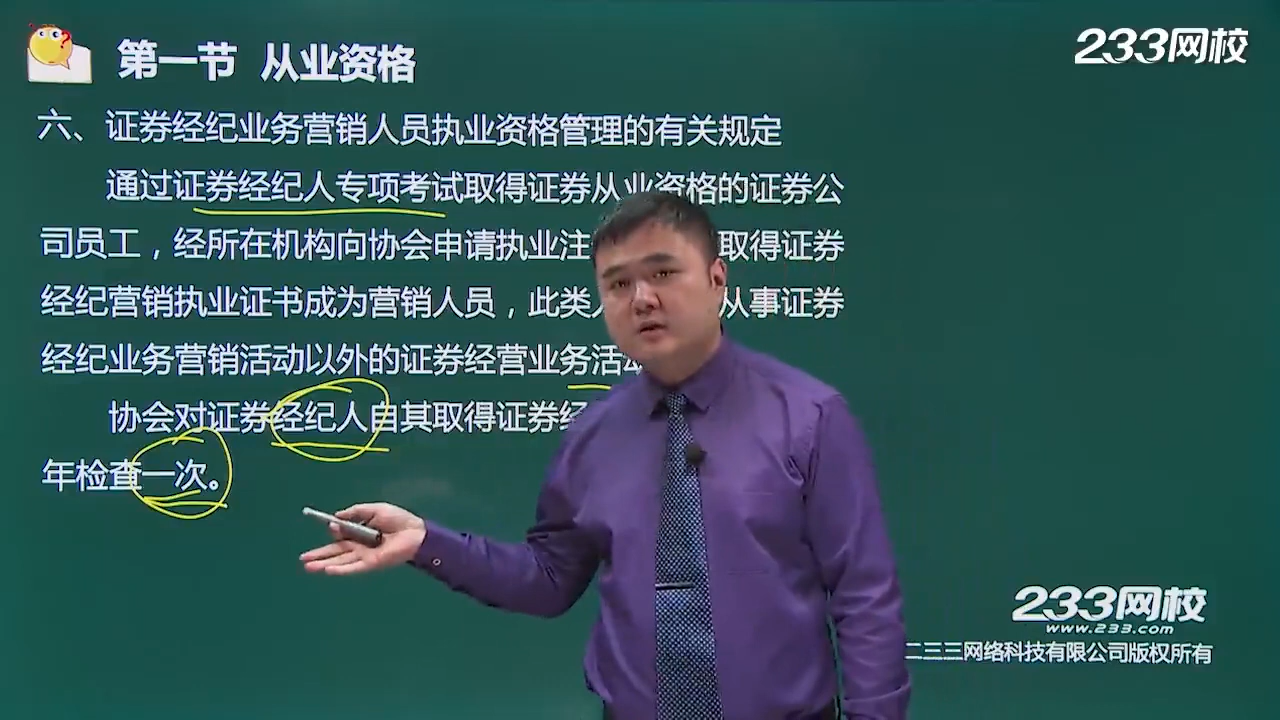 第一节 从业资格
233网校
六、证券经纪业务营销人员执业资格管理的有关规定
通过证券经纪人专项考试取得证券从业资格的证券公
司员工，经所在机构向协会申请执业注 取得证券
经纪营销执业证书成为营销人员，此类人 从事证券
经纪业务营销活动以外的证券经营业务活动
协会对证券经纪人自其取得证券经
年检查一次。
233网校
www.233.com
二三三网络科技有限公司版权所有